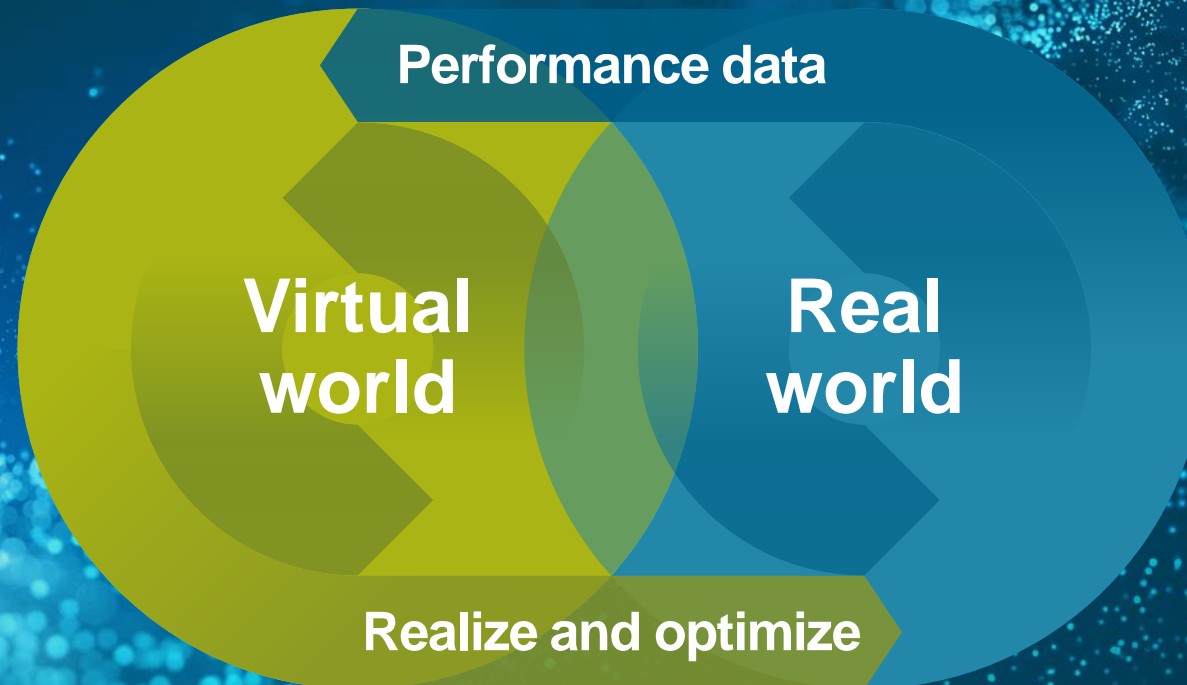 Performance data
Virtual
world
Real
world
Realize and optimize